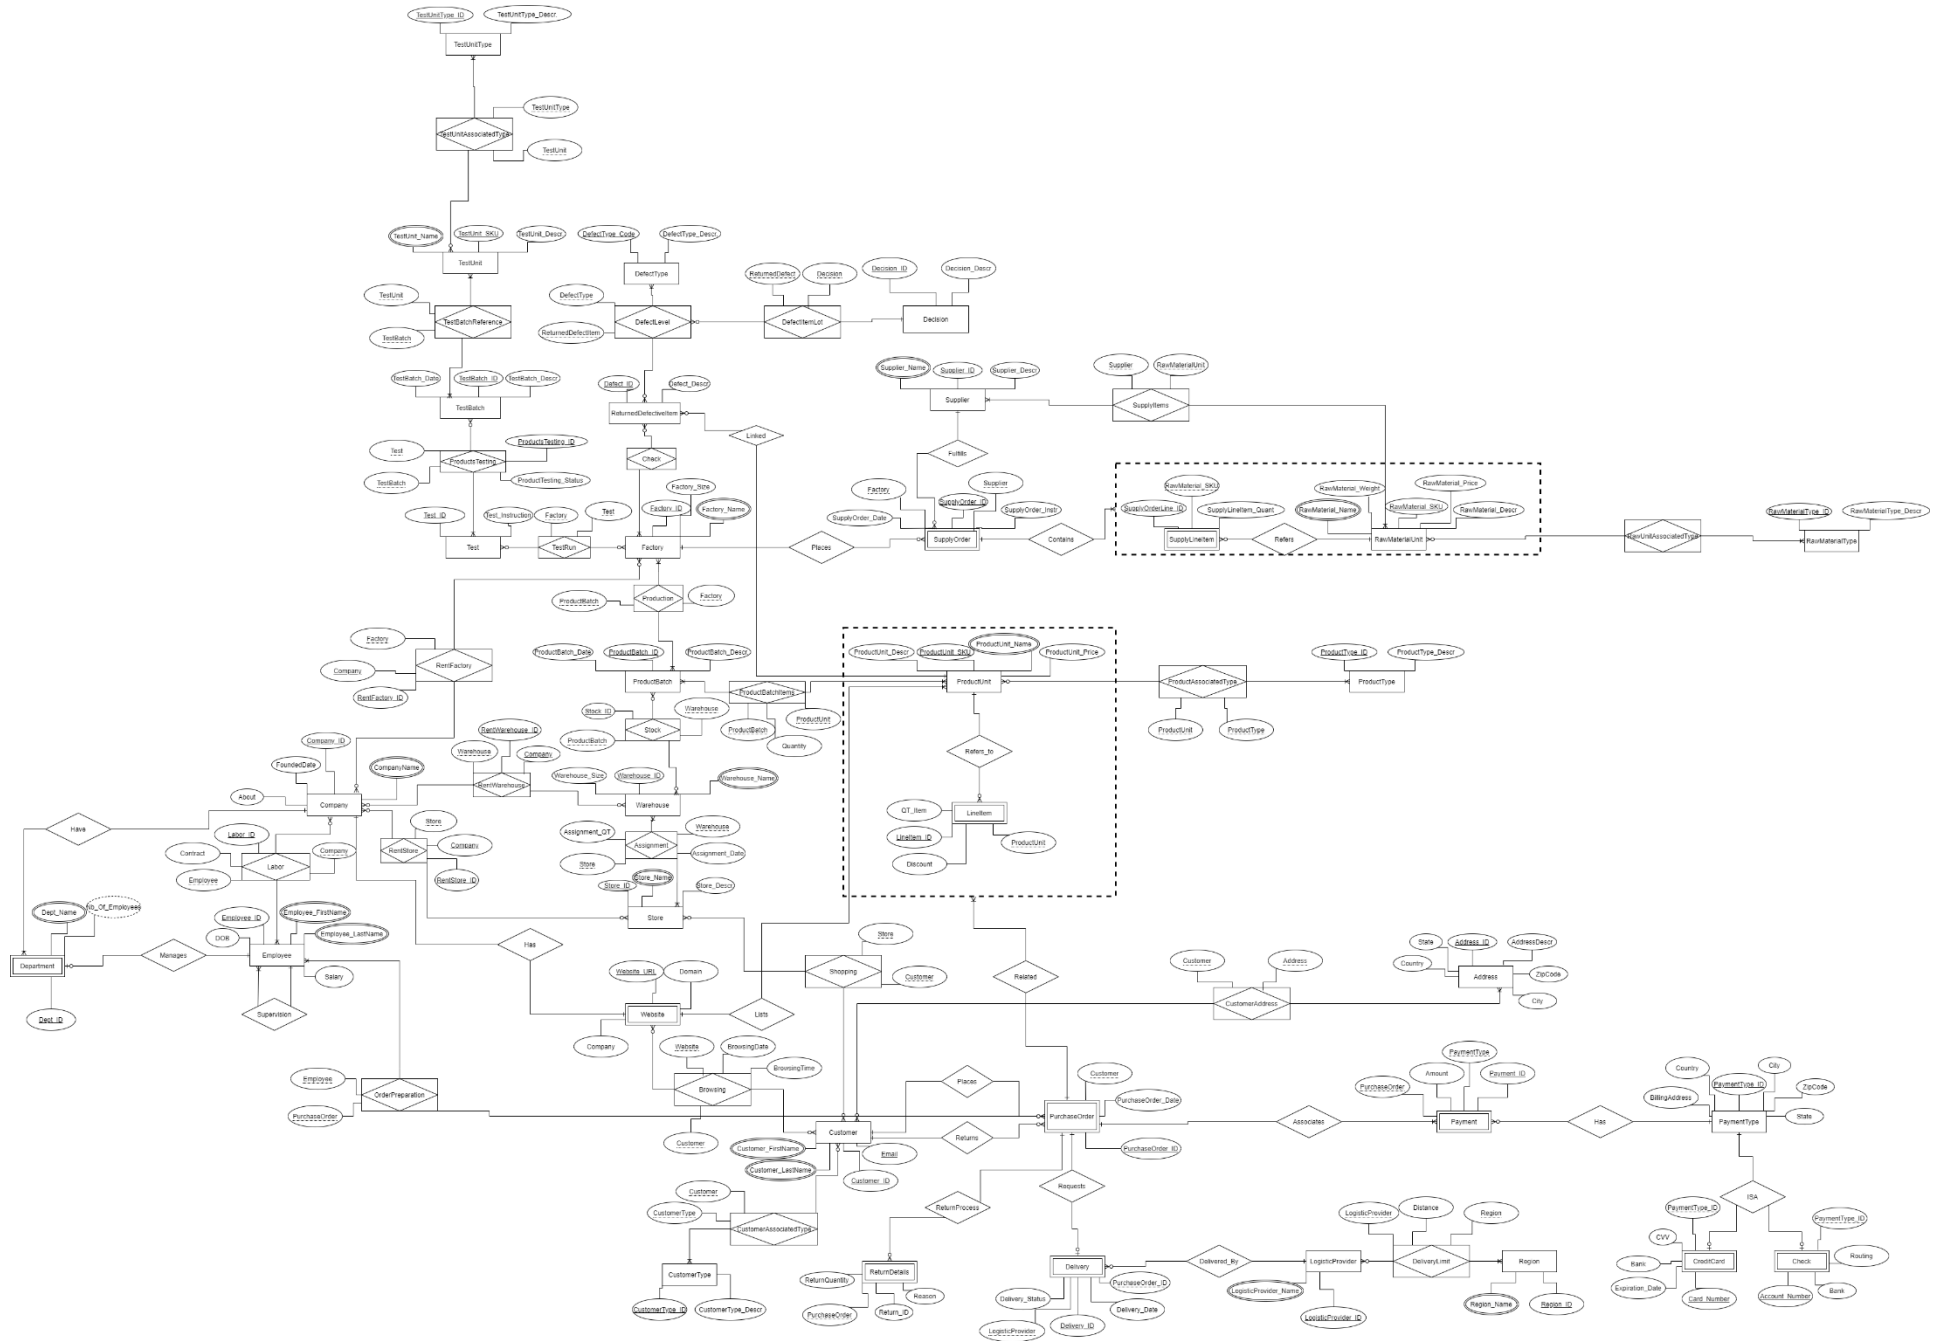 TestUnitType_ID
TestUnitType_Descr.
TestUnitType
TestUnitType
TestUnitAssociatedType
TestUnit
TestUnit_Name
TestUnit_SKU
TestUnit_Descr
TestUnit
DefectType_Code
DefectType_Descr.
DefectType
TestUnit
TestBatchReference
TestBatch
DefectType
DefectLevel
ReturnedDefectItem
ReturnedDefect
Decision
DefectItemLot
Decision_ID
Decision_Descr
Decision
TestBatch_Date
TestBatch_ID
TestBatch_Descr
TestBatch
Defect_ID
Defect_Descr
ReturnedDefectiveItem
Linked
Check
Supplier_Name
Supplier_ID
Supplier_Descr
Supplier
Supplier
RawMaterialUnit
SupplyItems
Fulfills
Test
ProductsTesting_ID
ProductsTesting
TestBatch
ProductTesting_Status
Test_ID
Test_Instruction
Test
Factory
Test
TestRun
Factory_Size
Factory_ID
Factory_Name
Factory
Places
Factory
Supplier
SupplyOrder_ID
SupplyOrder_Date
SupplyOrder_Instr
SupplyOrder
Contains
RawMaterial_SKU
SupplyOrderLine_ID
SupplyLineItem_Quant.
SupplyLineItem
Refers
RawMaterial_Weight
RawMaterial_Price
RawMaterial_Name
RawMaterial_SKU
RawMaterial_Descr
RawMaterialUnit
RawUnitAssociatedType
RawMaterialType_ID
RawMaterialType_Descr
RawMaterialType
ProductBatch
Production
Factory
Factory
Company
RentFactory
RentFactory_ID
ProductBatch_Date
ProductBatch_ID
ProductBatch_Descr.
ProductBatch
ProductBatchItems
ProductBatch
Quantity
ProductUnit
ProductUnit_Descr
ProductUnit_SKU
ProductUnit_Name
ProductUnit_Price
ProductUnit
Refers_to
QT_Item
LineItem
LineItem_ID
Discount
ProductUnit
ProductAssociatedType
ProductUnit
ProductType
ProductType_ID
ProductType_Descr
ProductType
Stock_ID
Warehouse
Stock
ProductBatch
Company_ID
FoundedDate
CompanyName
About
Company
RentWarehouse_ID
Warehouse
Company
RentWarehouse
Warehouse_Size
Warehouse_ID
Warehouse_Name
Warehouse
Have
Store
Company
RentStore
RentStore_ID
Assignment_QT
Warehouse
Assignment
Assignment_Date
Store
Labor_ID
Contract
Company
Labor
Employee
Store_ID
Store_Name
Store_Descr
Store
Dept_Name
Nb_Of_Employees
Department
Dept_ID
Manages
Employee_ID
Employee_FirstName
Employee_LastName
DOB
Employee
Salary
Supervision
Has
Website_URL
Domain
Website
Company
Lists
Store
Shopping
Customer
Related
Customer
Address
CustomerAddress
State
Address_ID
AddressDescr
Country
Address
ZipCode
City
Employee
OrderPreparation
PurchaseOrder
Website
BrowsingDate
BrowsingTime
Browsing
Customer
Places
Returns
Customer
Customer_FirstName
Customer_LastName
Email
Customer_ID
Customer
PurchaseOrder_Date
PurchaseOrder
PurchaseOrder_ID
Associates
PaymentType
PurchaseOrder
Amount
Payment_ID
Payment
Has
Country
City
PaymentType_ID
ZipCode
BillingAddress
State
PaymentType
ISA
Customer
CustomerType
CustomerAssociatedType
CustomerType
CustomerType_ID
CustomerType_Descr
ReturnProcess
ReturnDetails
ReturnQuantity
PurchaseOrder
Return_ID
Reason
Requests
Delivery
Delivery_Status
PurchaseOrder_ID
Delivery_Date
LogisticProvider
Delivery_ID
Delivered_By
LogisticProvider
LogisticProvider_Name
LogisticProvider_ID
LogisticProvider
Distance
Region
DeliveryLimit
Region
Region_Name
Region_ID
PaymentType_ID
CVV
Bank
CreditCard
Expiration_Date
Card_Number
PaymentType_ID
Routing
Check
Account_Number
Bank